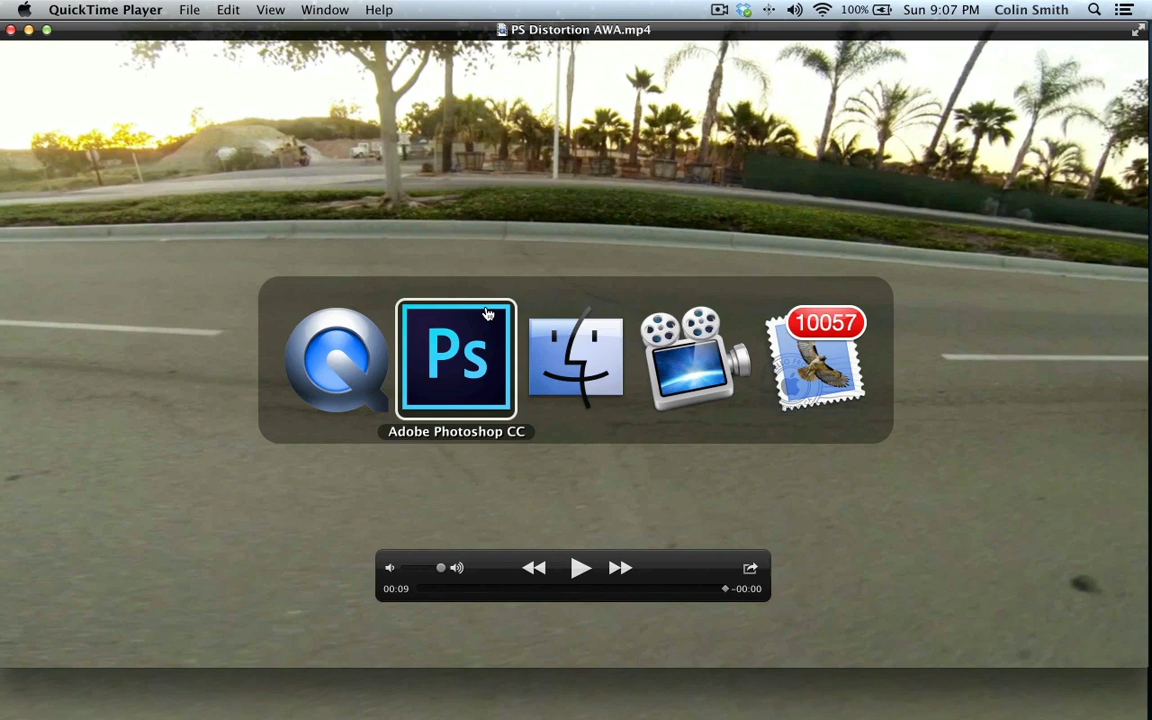 QuickTime Player File Edit View Window Help 100% Sun 9:07 PM Colin Smith
PS Distortion AWA.mp4
10057
Ps
Adobe Photoshop CC
00:09 -00:00